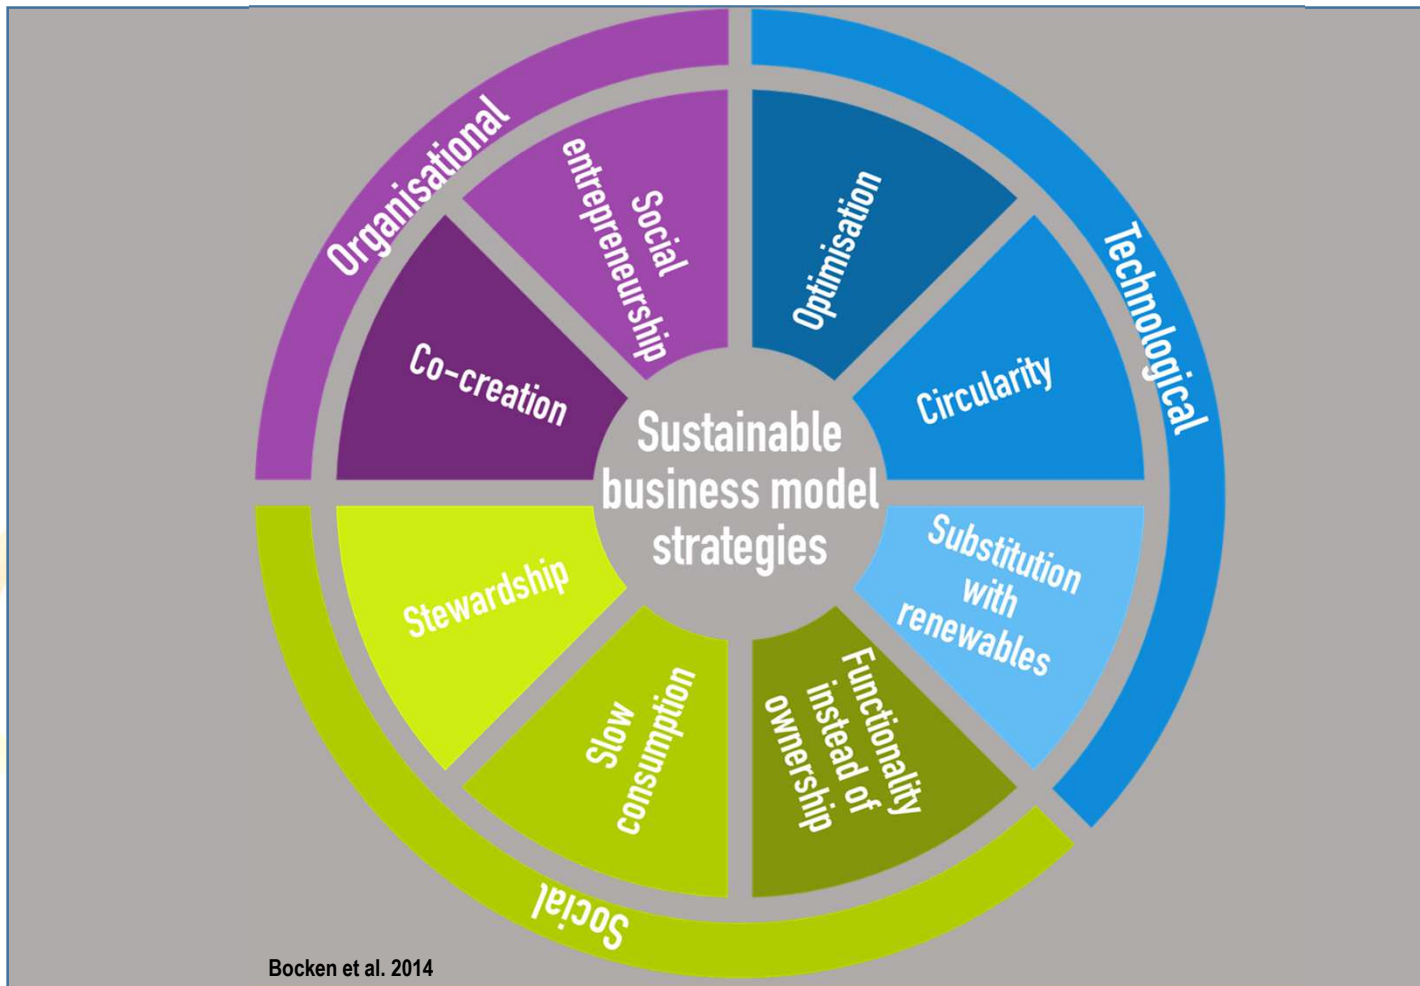 Organisational
Technological
Social
entrepreneurship
Optimisation
Co-creation
Circularity
Sustainable
business model
strategies
Stewardship
Substitution
with
renewables
Slow
consumption
Functionality
instead of
ownership
Social
Bocken et al. 2014